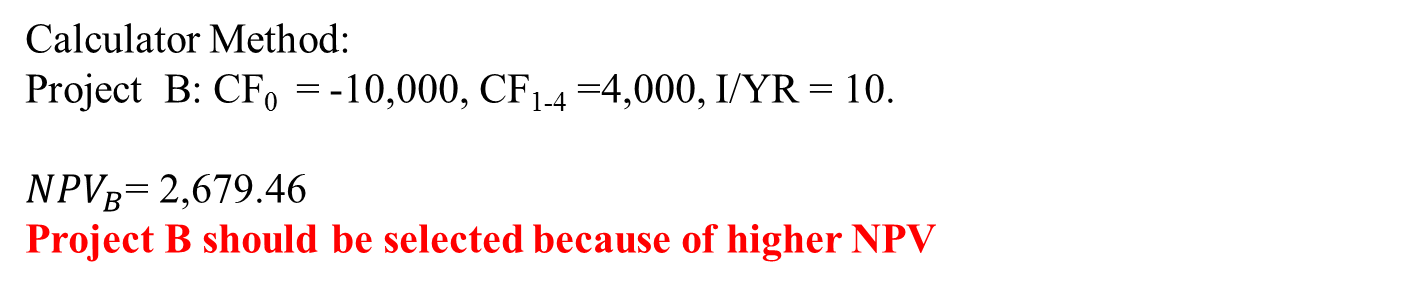 Calculator Method:
Project B: CF₀ = -10,000, CF₁₋₄ =4,000, I/YR = 10.
𝑁𝑃𝑉𝐵= 2,679.46
Project B should be selected because of higher NPV